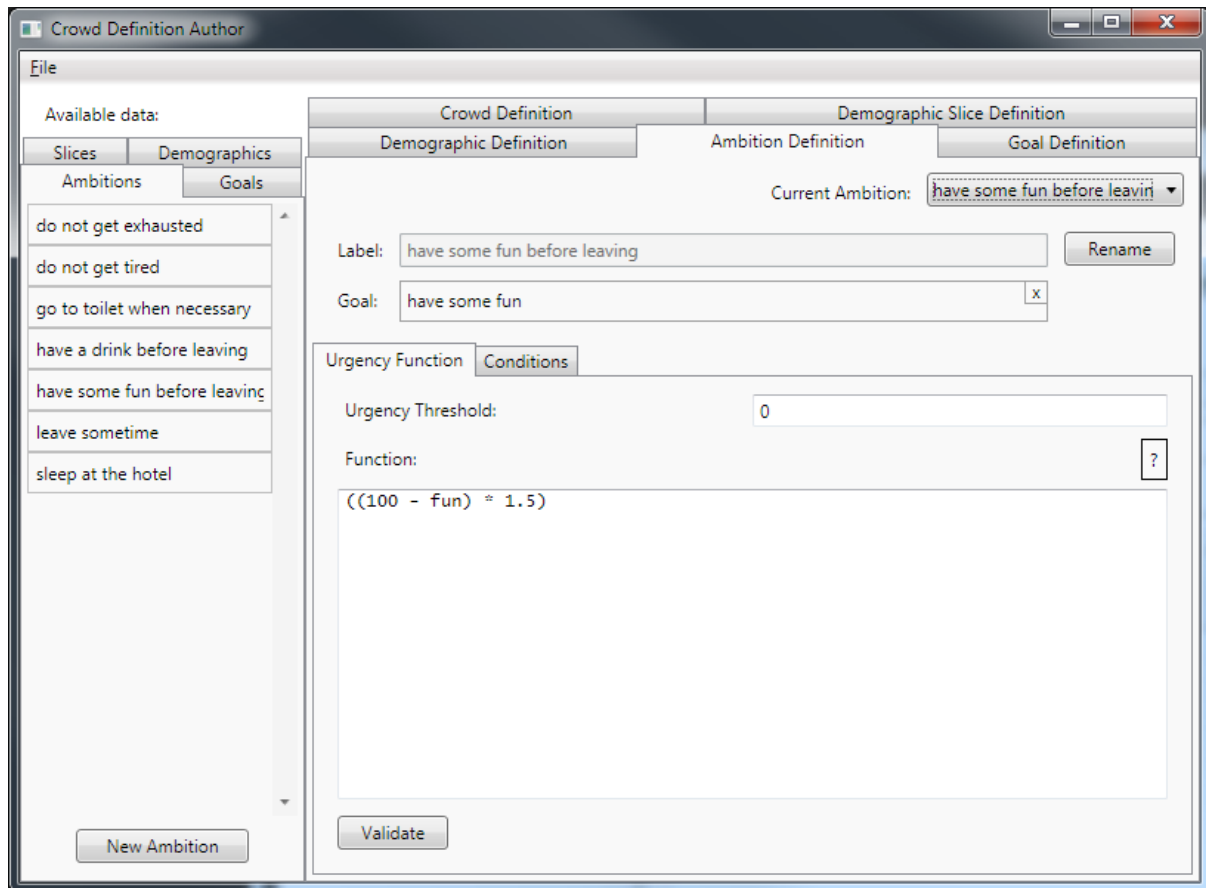 Crowd Definition Author
File
Available data:
Slices Demographics
Ambitions Goals
do not get exhausted
do not get tired
go to toilet when necessary
have a drink before leaving
have some fun before leaving
leave sometime
sleep at the hotel
New Ambition
Crowd Definition Demographic Slice Definition
Demographic Definition Ambition Definition Goal Definition
Current Ambition: have some fun before leavin
Label: have some fun before leaving Rename
Goal: have some fun x
Urgency Function Conditions
Urgency Threshold: 0
Function: ?
((100 - fun) * 1.5)
Validate